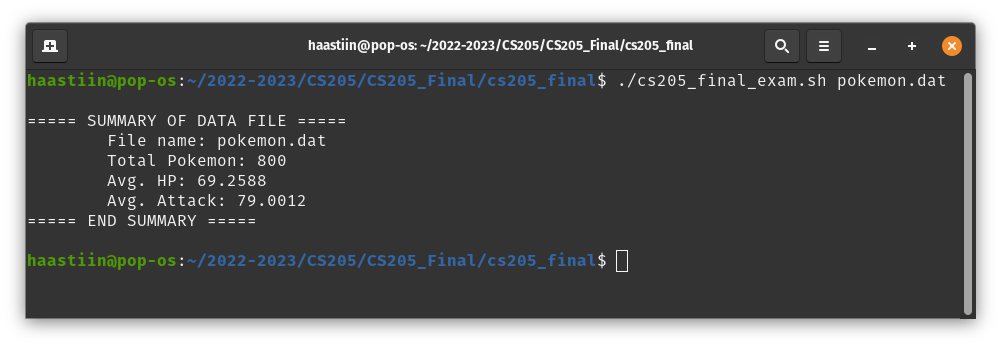 haastiin@pop-os: ~/2022-2023/CS205/CS205_Final/cs205_final
haastiin@pop-os:~/2022-2023/CS205/CS205_Final/cs205_final$ ./cs205_final_exam.sh pokemon.dat
===== SUMMARY OF DATA FILE =====
File name: pokemon.dat
Total Pokemon: 800
Avg. HP: 69.2588
Avg. Attack: 79.0012
===== END SUMMARY =====
haastiin@pop-os:~/2022-2023/CS205/CS205_Final/cs205_final$